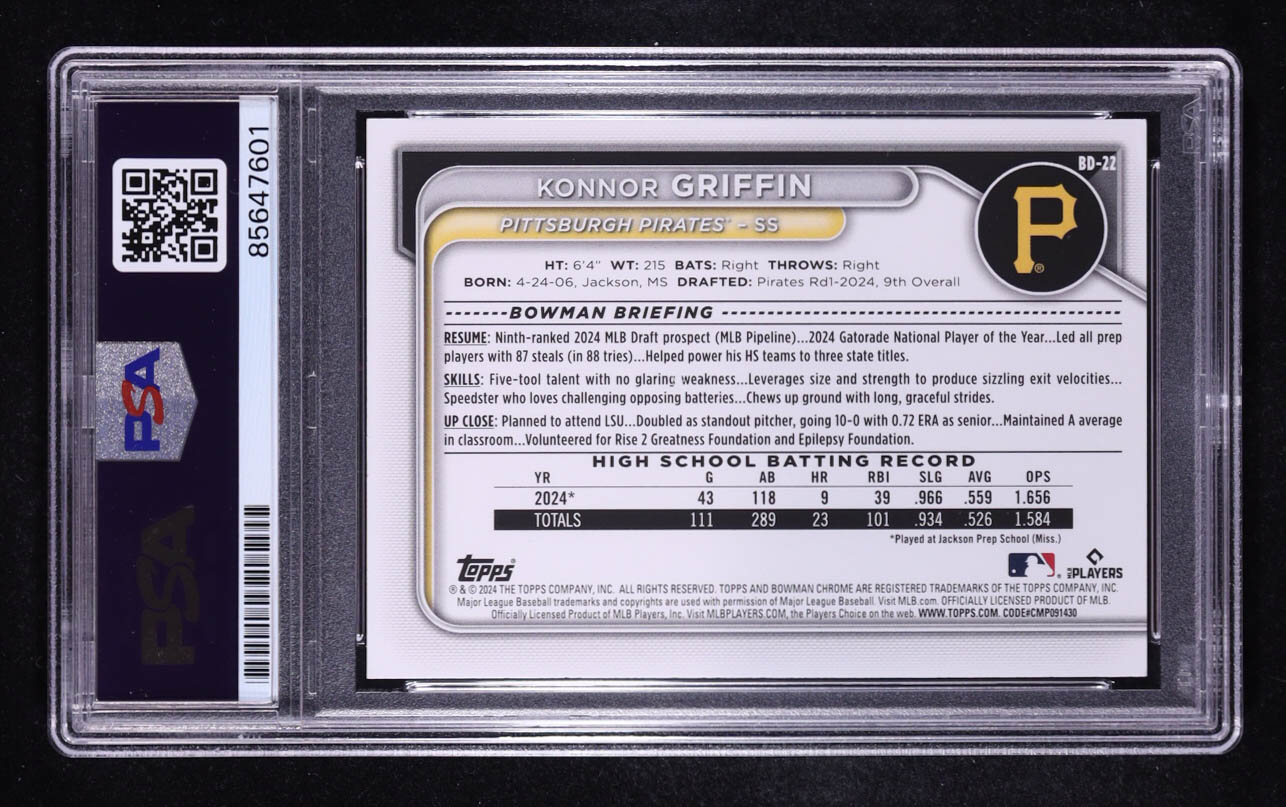 85647601
PSA
PSA
BD-22
KONNOR GRIFFIN
PITTSBURGH PIRATES® – SS
P®
HT: 6'4" WT: 215 BATS: Right THROWS: Right
BORN: 4-24-06, Jackson, MS DRAFTED: Pirates Rd1-2024, 9th Overall
BOWMAN BRIEFING
RESUME: Ninth-ranked 2024 MLB Draft prospect (MLB Pipeline)...2024 Gatorade National Player of the Year...Led all prep
players with 87 steals (in 88 tries)...Helped power his HS teams to three state titles.
SKILLS: Five-tool talent with no glaring weakness...Leverages size and strength to produce sizzling exit velocities...
Speedster who loves challenging opposing batteries...Chews up ground with long, graceful strides.
UP CLOSE: Planned to attend LSU...Doubled as standout pitcher, going 10-0 with 0.72 ERA as senior...Maintained A average
in classroom...Volunteered for Rise 2 Greatness Foundation and Epilepsy Foundation.
HIGH SCHOOL BATTING RECORD
YR G AB HR RBI SLG AVG OPS
2024* 43 118 9 39 .966 .559 1.656
TOTALS 111 289 23 101 .934 .526 1.584
*Played at Jackson Prep School (Miss.)
topps® MLB PLAYERS
® & © 2024 THE TOPPS COMPANY, INC. ALL RIGHTS RESERVED. TOPPS AND BOWMAN CHROME ARE REGISTERED TRADEMARKS OF THE TOPPS COMPANY, INC.
Major League Baseball trademarks and copyrights are used with permission of Major League Baseball. Visit MLB.com. OFFICIALLY LICENSED PRODUCT OF MLB.
Officially Licensed Product of MLB Players, Inc. Visit MLBPLAYERS.COM, the Players Choice on the web. WWW.TOPPS.COM. CODE#CMP091430